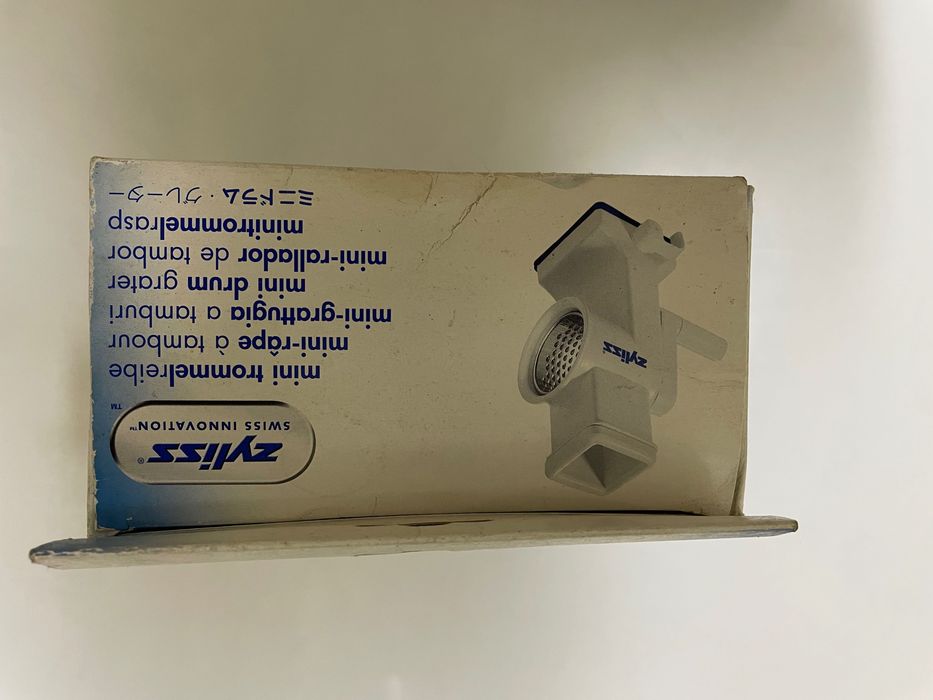 zyliss®
SWISS INNOVATION™
™
mini trommelreibe
mini-râpe à tambour
mini-grattugia a tamburi
mini drum grater
mini-rallador de tambor
minitrommelrasp
ミニドラム・グレーター
zyliss